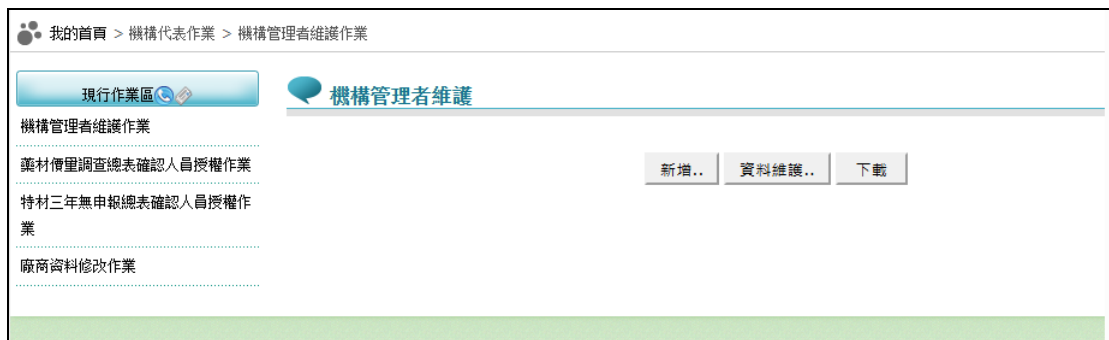 我的首頁 > 機構代表作業 > 機構管理者維護作業
現行作業區
機構管理者維護
機構管理者維護作業
藥材價量調查總表確認人員授權作業
新增.. 資料維護.. 下載
特材三年無申報總表確認人員授權作
業
廠商資料修改作業